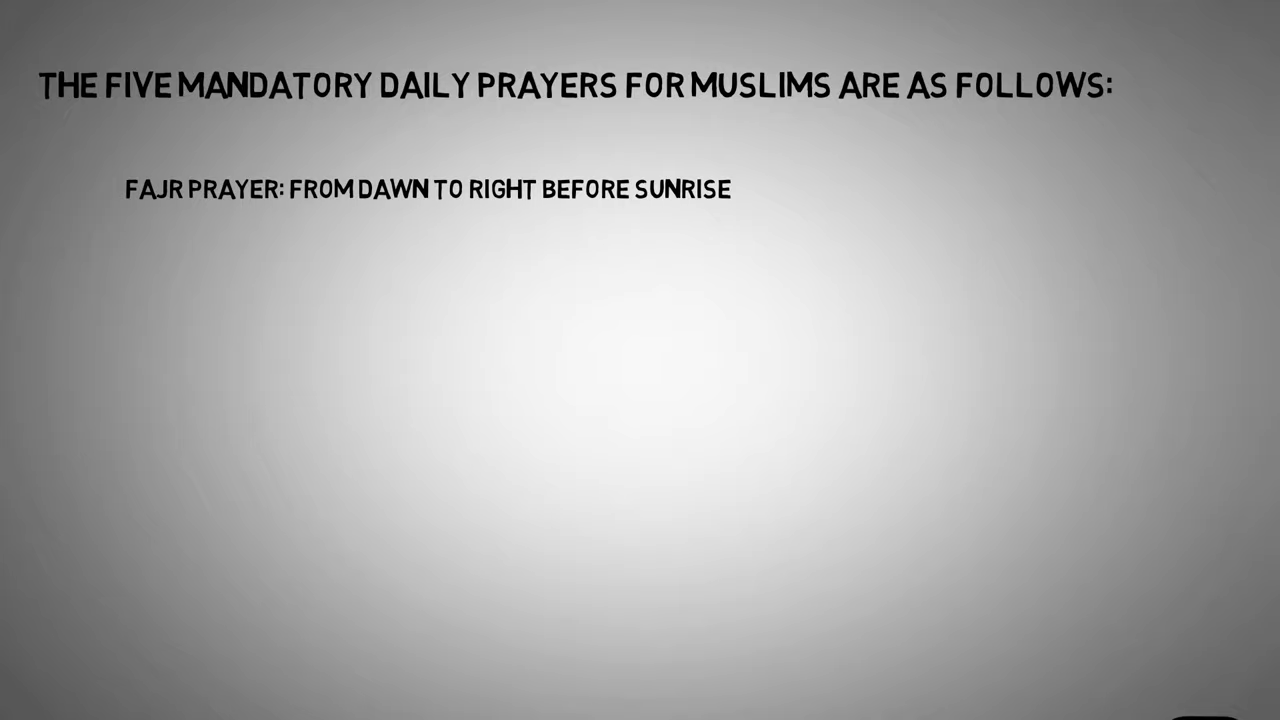 THE FIVE MANDATORY DAILY PRAYERS FOR MUSLIMS ARE AS FOLLOWS:
FAJR PRAYER: FROM DAWN TO RIGHT BEFORE SUNRISE